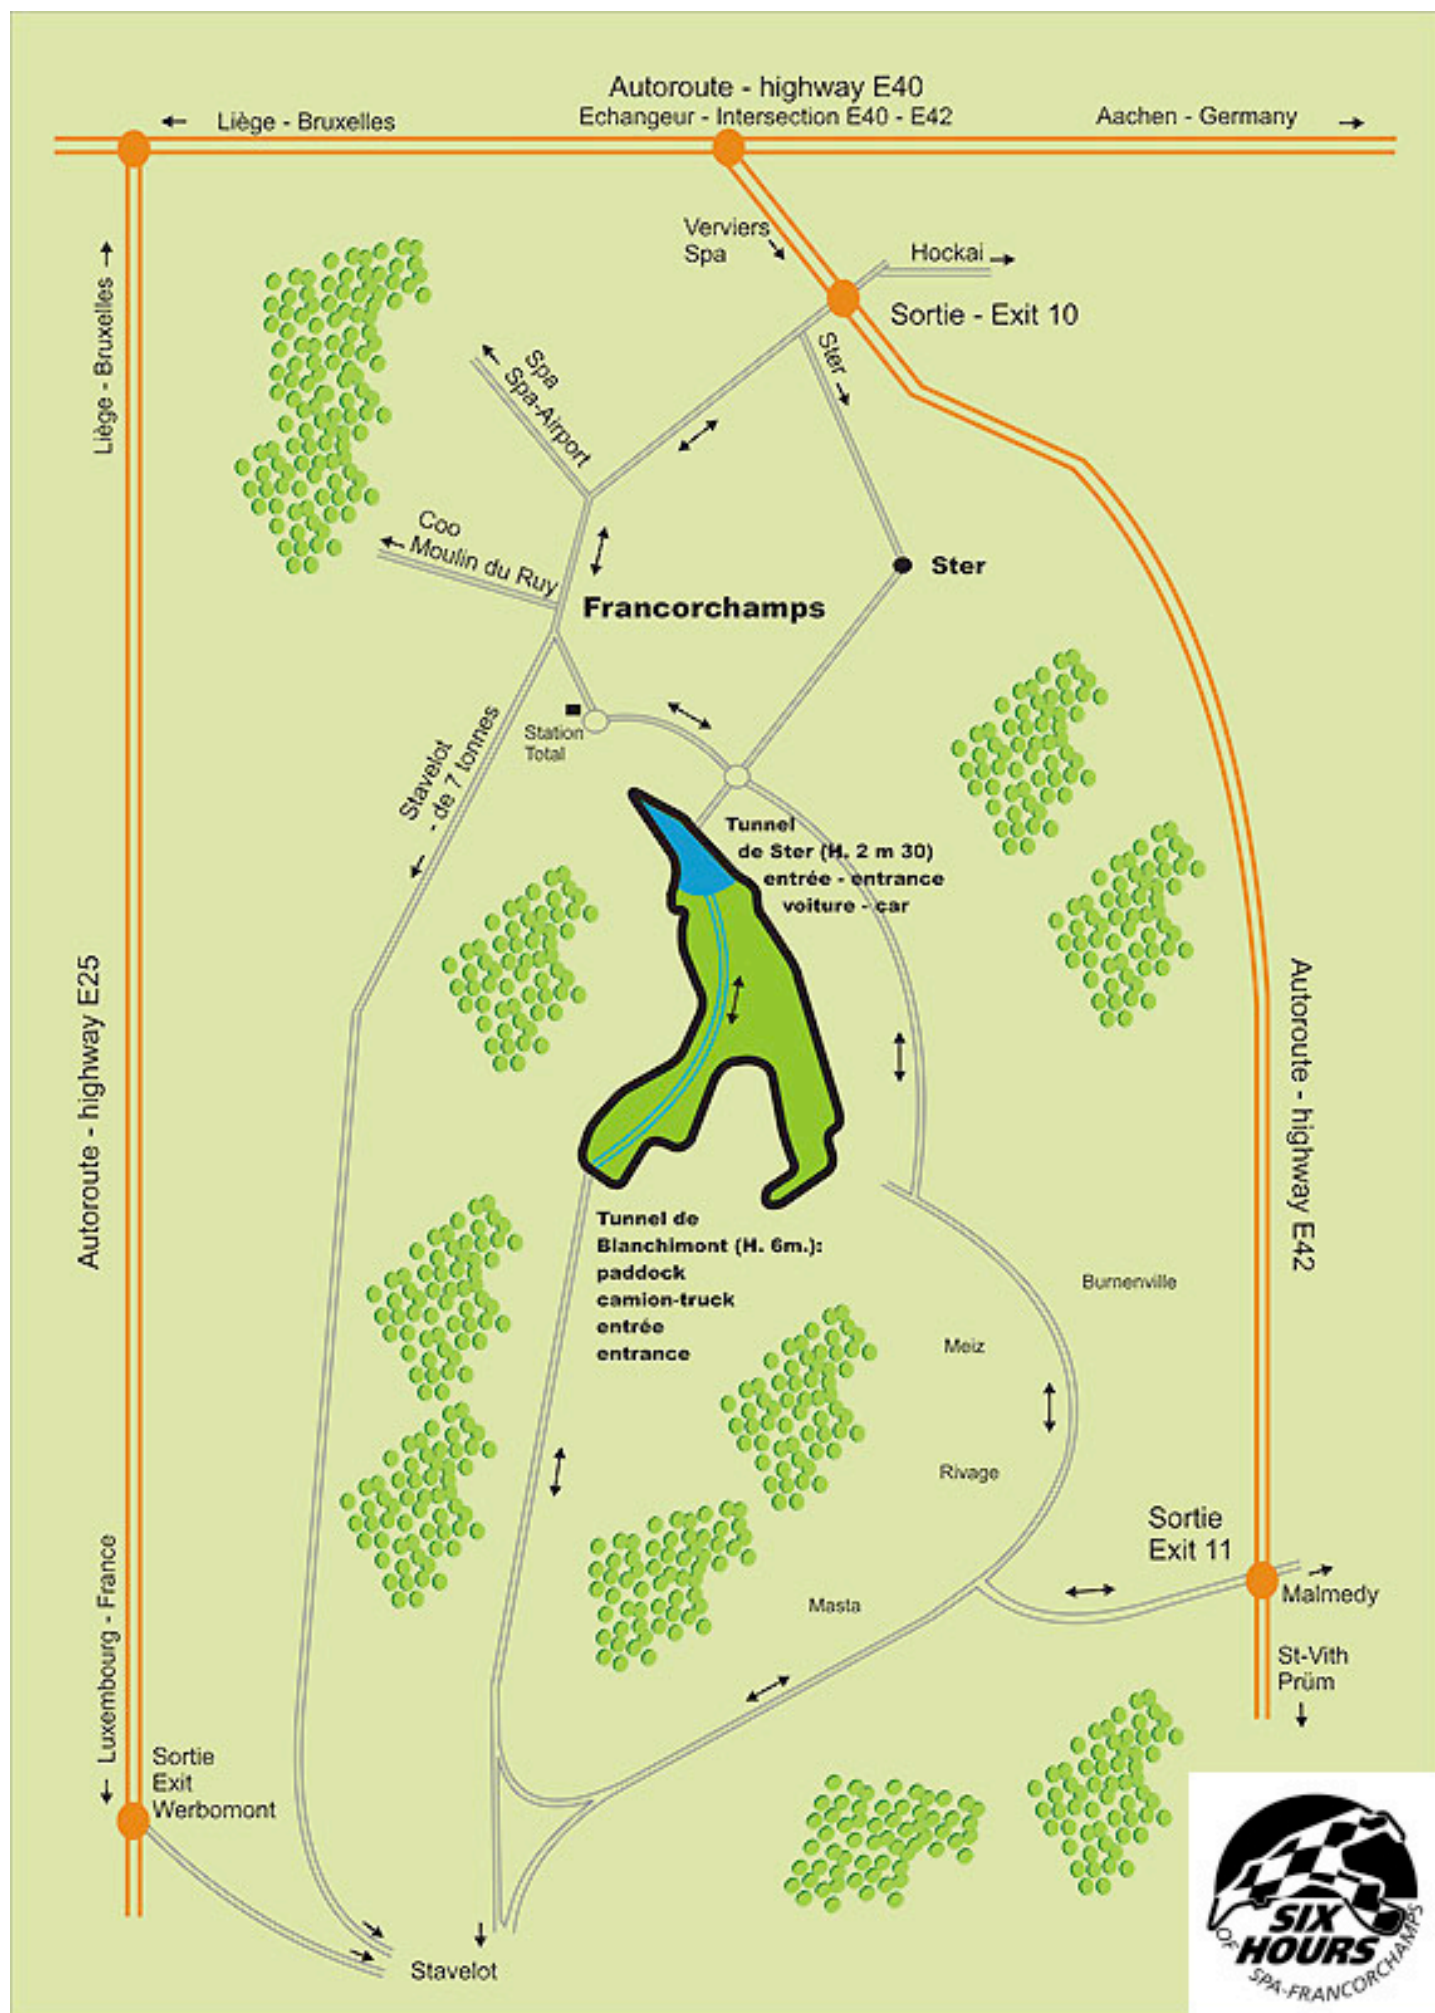 Autoroute - highway E40
Echangeur - Intersection E40 - E42
Liège - Bruxelles
Aachen - Germany
Verviers
Spa
Hockai
Sortie - Exit 10
Liège - Bruxelles
Ster
Spa
Spa-Airport
Coo
Moulin du Ruy
Ster
Francorchamps
Station
Total
Stavelot
- de 7 tonnes
Tunnel
de Ster (H. 2 m 30)
entrée - entrance
voiture - car
Autoroute - highway E25
Autoroute - highway E42
Tunnel de
Blanchimont (H. 6m.):
paddock
camion-truck
entrée
entrance
Burnenville
Meiz
Rivage
Sortie
Exit 11
Malmedy
Masta
Luxembourg - France
St-Vith
Prüm
Sortie
Exit
Werbomont
Stavelot
SIX
HOURS
OF SPA-FRANCORCHAMPS